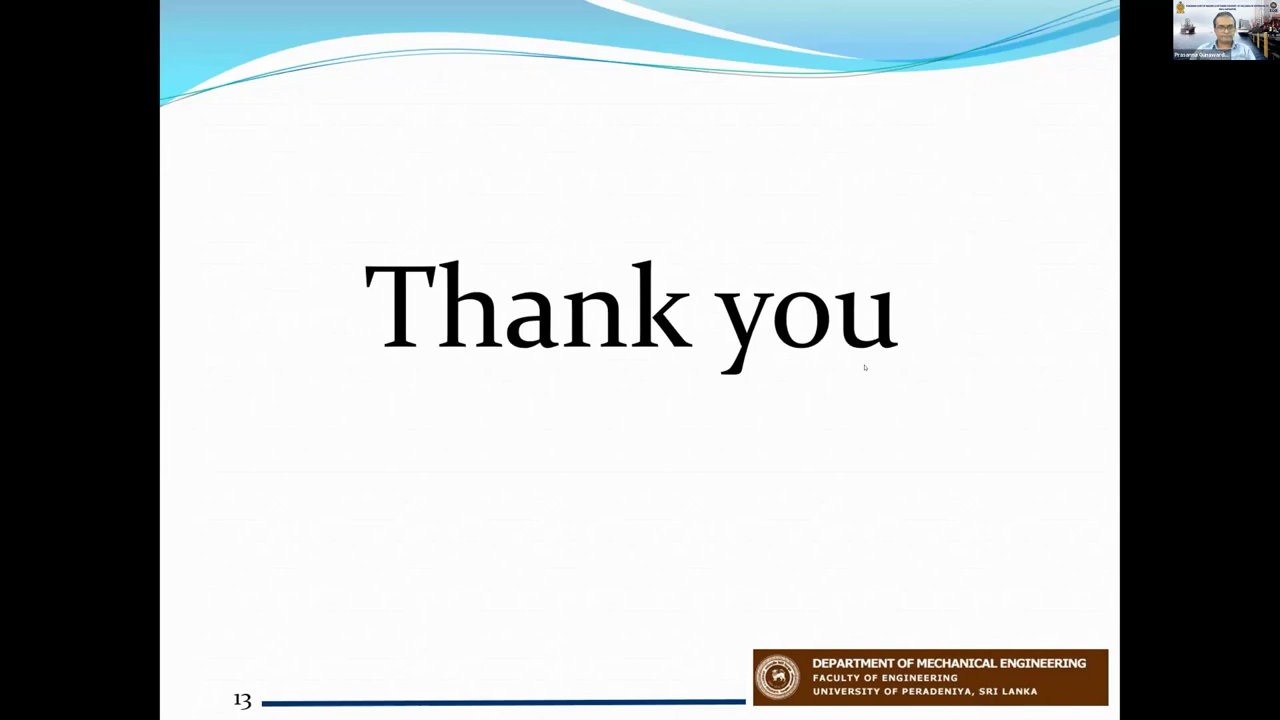 Thank you
13
DEPARTMENT OF MECHANICAL ENGINEERING
FACULTY OF ENGINEERING
UNIVERSITY OF PERADENIYA, SRI LANKA